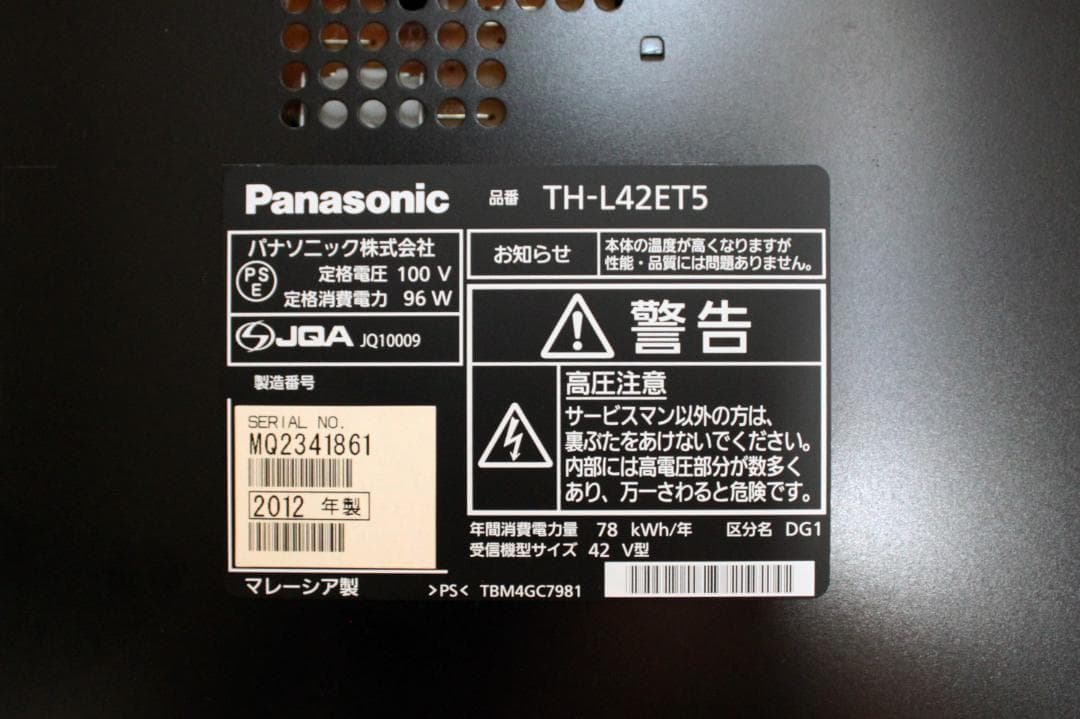 Panasonic 品番 TH-L42ET5
パナソニック株式会社
PS
E
定格電圧 100 V
定格消費電力 96 W
JQA JQ10009
お知らせ
本体の温度が高くなりますが
性能・品質には問題ありません。
警告
高圧注意
サービスマン以外の方は、
裏ぶたをあけないでください。
内部には高電圧部分が数多く
あり、万一さわると危険です。
製造番号
SERIAL NO.
MQ2341861
2012 年製
年間消費電力量 78 kWh/年 区分名 DG1
受信機型サイズ 42 V型
マレーシア製 >PS< TBM4GC7981